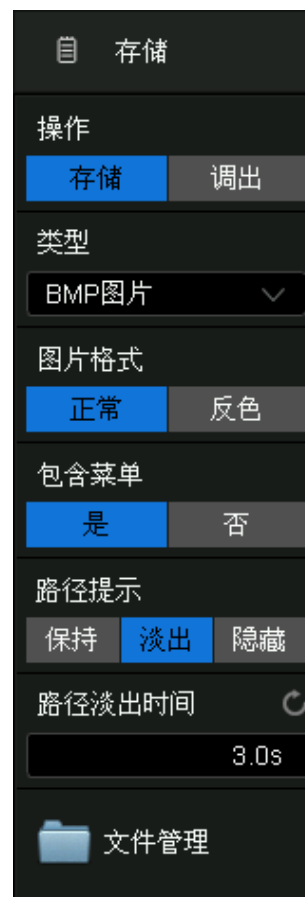 存储
操作
存储 调出
类型
BMP图片
图片格式
正常 反色
包含菜单
是 否
路径提示
保持 淡出 隐藏
路径淡出时间
3.0s
文件管理